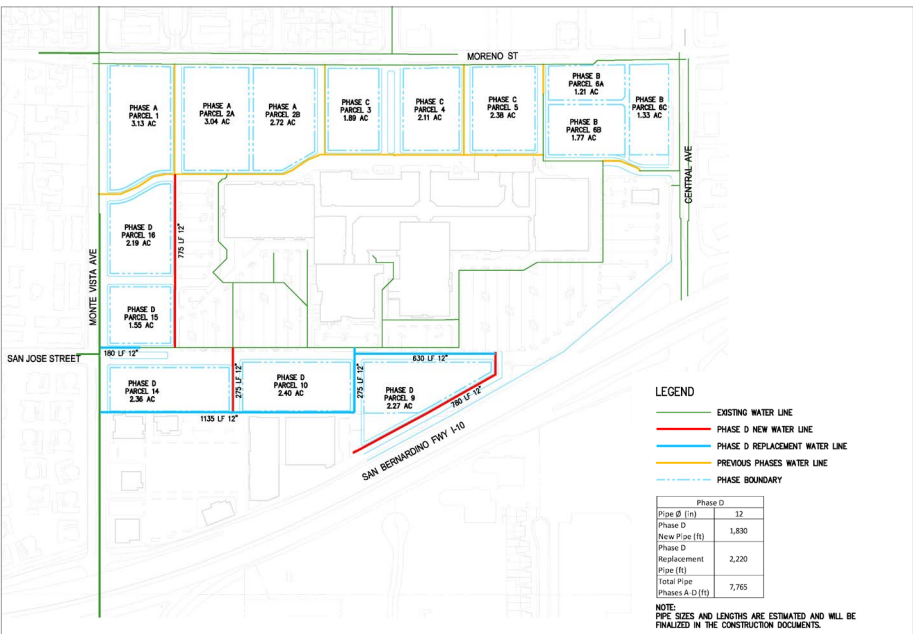 MORENO ST
PHASE A
PARCEL 1
3.13 AC
PHASE A
PARCEL 2A
3.04 AC
PHASE A
PARCEL 2B
2.72 AC
PHASE C
PARCEL 3
1.89 AC
PHASE C
PARCEL 4
2.11 AC
PHASE C
PARCEL 5
2.38 AC
PHASE B
PARCEL 6A
1.21 AC
PHASE B
PARCEL 6B
1.77 AC
PHASE B
PARCEL 6C
1.33 AC
CENTRAL AVE
MONTE VISTA AVE
PHASE D
PARCEL 16
2.19 AC
775 LF 12"
PHASE D
PARCEL 15
1.55 AC
SAN JOSE STREET
180 LF 12"
PHASE D
PARCEL 14
2.36 AC
275 LF 12"
PHASE D
PARCEL 10
2.40 AC
275 LF 12"
630 LF 12"
PHASE D
PARCEL 9
2.27 AC
780 LF 12"
1135 LF 12"
SAN BERNARDINO FWY I-10
LEGEND
EXISTING WATER LINE
PHASE D NEW WATER LINE
PHASE D REPLACEMENT WATER LINE
PREVIOUS PHASES WATER LINE
PHASE BOUNDARY
Phase D
Pipe Ø (in) 12
Phase D
New Pipe (ft) 1,830
Phase D
Replacement 2,220
Pipe (ft)
Total Pipe
Phases A-D (ft) 7,765
NOTE:
PIPE SIZES AND LENGTHS ARE ESTIMATED AND WILL BE
FINALIZED IN THE CONSTRUCTION DOCUMENTS.